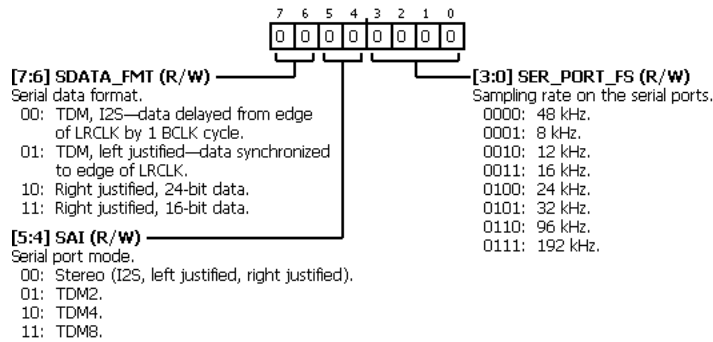 7 6 5 4 3 2 1 0
0 0 0 0 0 0 0 0
[7:6] SDATA_FMT (R/W)
Serial data format.
00: TDM, I2S—data delayed from edge
of LRCLK by 1 BCLK cycle.
01: TDM, left justified—data synchronized
to edge of LRCLK.
10: Right justified, 24-bit data.
11: Right justified, 16-bit data.
[5:4] SAI (R/W)
Serial port mode.
00: Stereo (I2S, left justified, right justified).
01: TDM2.
10: TDM4.
11: TDM8.
[3:0] SER_PORT_FS (R/W)
Sampling rate on the serial ports.
0000: 48 kHz.
0001: 8 kHz.
0010: 12 kHz.
0011: 16 kHz.
0100: 24 kHz.
0101: 32 kHz.
0110: 96 kHz.
0111: 192 kHz.